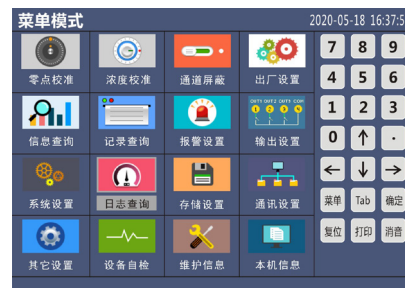 菜单模式
2020-05-18 16:37:5
零点校准 浓度校准 通道屏蔽 出厂设置
OUT1 OUT2 OUT3 COM
信息查询 记录查询 报警设置 输出设置
系统设置 日志查询 存储设置 通讯设置
其它设置 设备自检 维护信息 本机信息
7 8 9
4 5 6
1 2 3
0 ↑ ·
← ↓ →
菜单 Tab 确定
复位 打印 消音